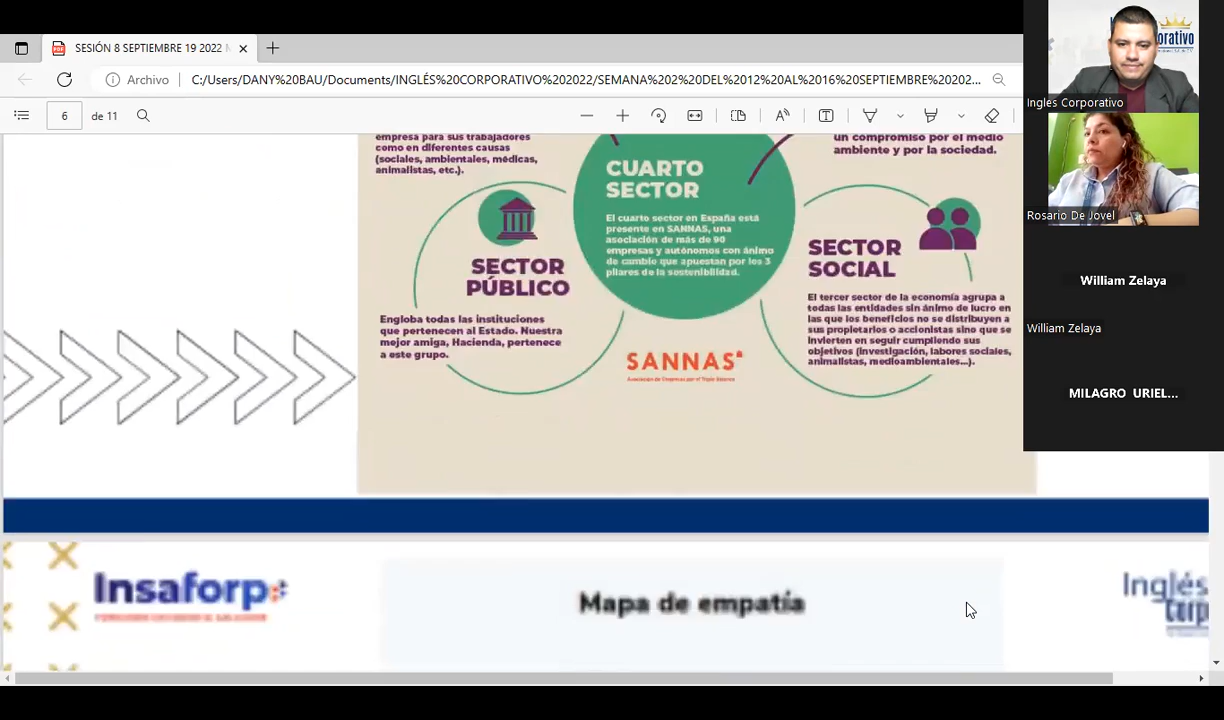 SESIÓN 8 SEPTIEMBRE 19 2022
Archivo
C:/Users/DANY%20BAU/Documents/INGLÉS%20CORPORATIVO%202022/SEMANA%202%20DEL%2012%20AL%2016%20SEPTIEMBRE%20202...
6
de 11
empresa para sus trabajadores
como en diferentes causas
(sociales, ambientales, médicas,
animalistas, etc.).
un compromiso por el medio
ambiente y por la sociedad.
CUARTO
SECTOR
El cuarto sector en España está
presente en SANNAS, una
asociación de más de 90
empresas y autónomos con ánimo
de cambio que apuestan por los 3
pilares de la sostenibilidad.
SECTOR
PÚBLICO
Engloba todas las instituciones
que pertenecen al Estado. Nuestra
mejor amiga, Hacienda, pertenece
a este grupo.
SECTOR
SOCIAL
El tercer sector de la economía agrupa a
todas las entidades sin ánimo de lucro en
las que los beneficios no se distribuyen a
sus propietarios o accionistas sino que se
invierten en seguir cumpliendo sus
objetivos (investigación, labores sociales,
animalistas, medioambientales...).
SANNAS
Insaforp
Mapa de empatía
Inglés
Corp
orativo
Inglés Corporativo
Rosario De Jovel
William Zelaya
William Zelaya
MILAGRO URIEL...